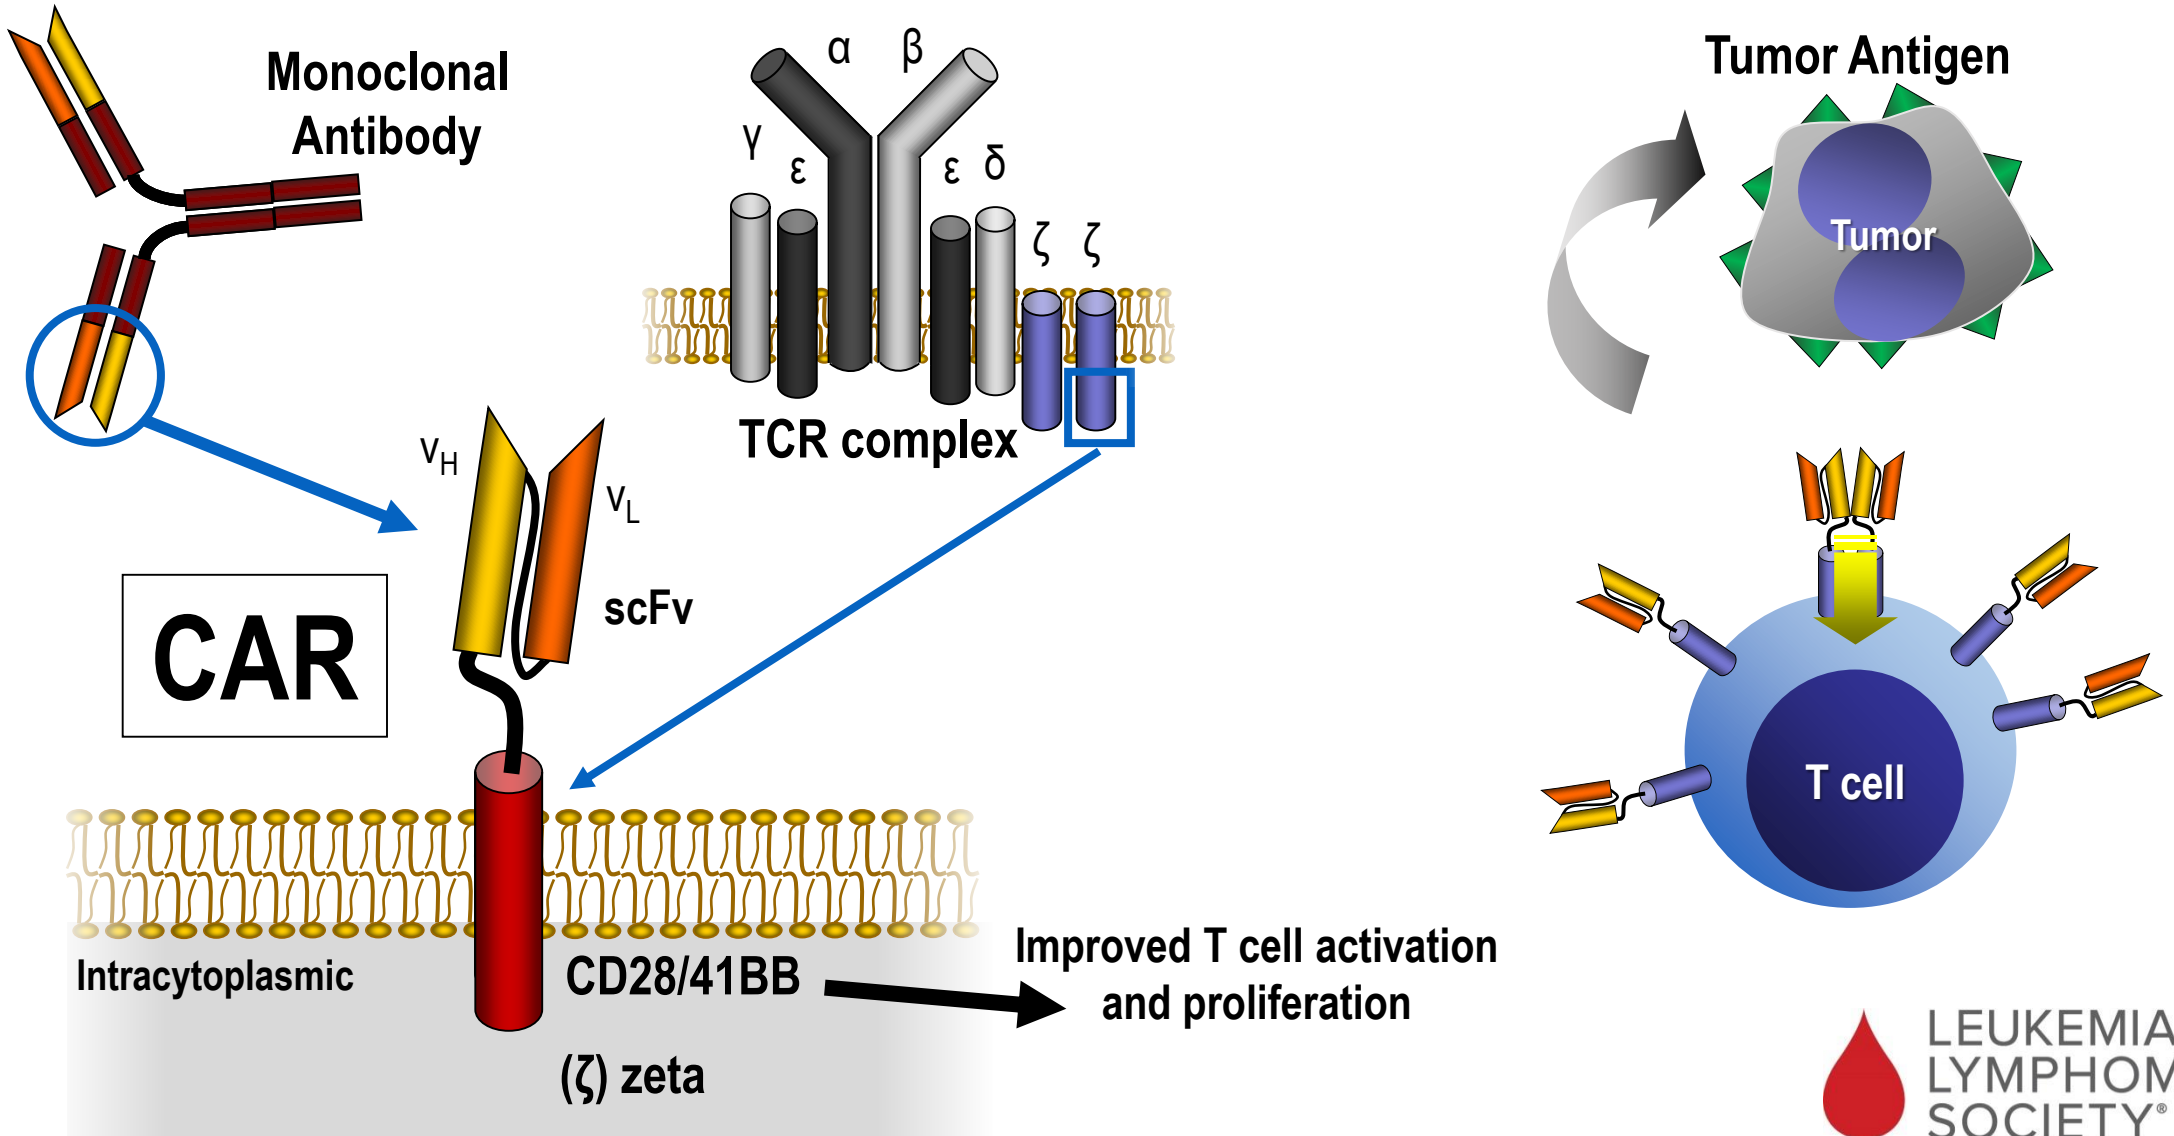 Monoclonal
Antibody
α
β
γ
ε
ε
δ
ζ
ζ
TCR complex
Tumor Antigen
Tumor
VH
VL
scFv
CAR
T cell
Intracytoplasmic
CD28/41BB
(ζ) zeta
Improved T cell activation
and proliferation
LEUKEMIA
LYMPHOM
SOCIETY®